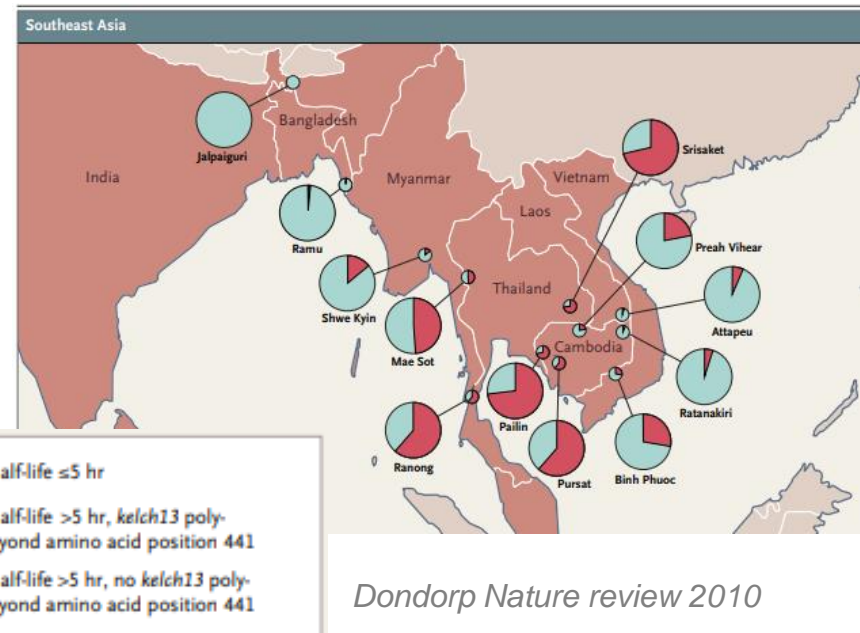 Southeast Asia
Srisaket
Bangladesh
Jalpaiguri
India
Myanmar
Vietnam
Laos
Preah Vihear
Ramu
Thailand
Shwe Kyin
Attapeu
Mae Sot
Cambodia
Ratanakiri
Pailin
Ranong
Pursat
Binh Phuoc
alf-life ≤5 hr
alf-life >5 hr, kelch13 poly-
yond amino acid position 441
alf-life >5 hr, no kelch13 poly-
yond amino acid position 441
Dondorp Nature review 2010